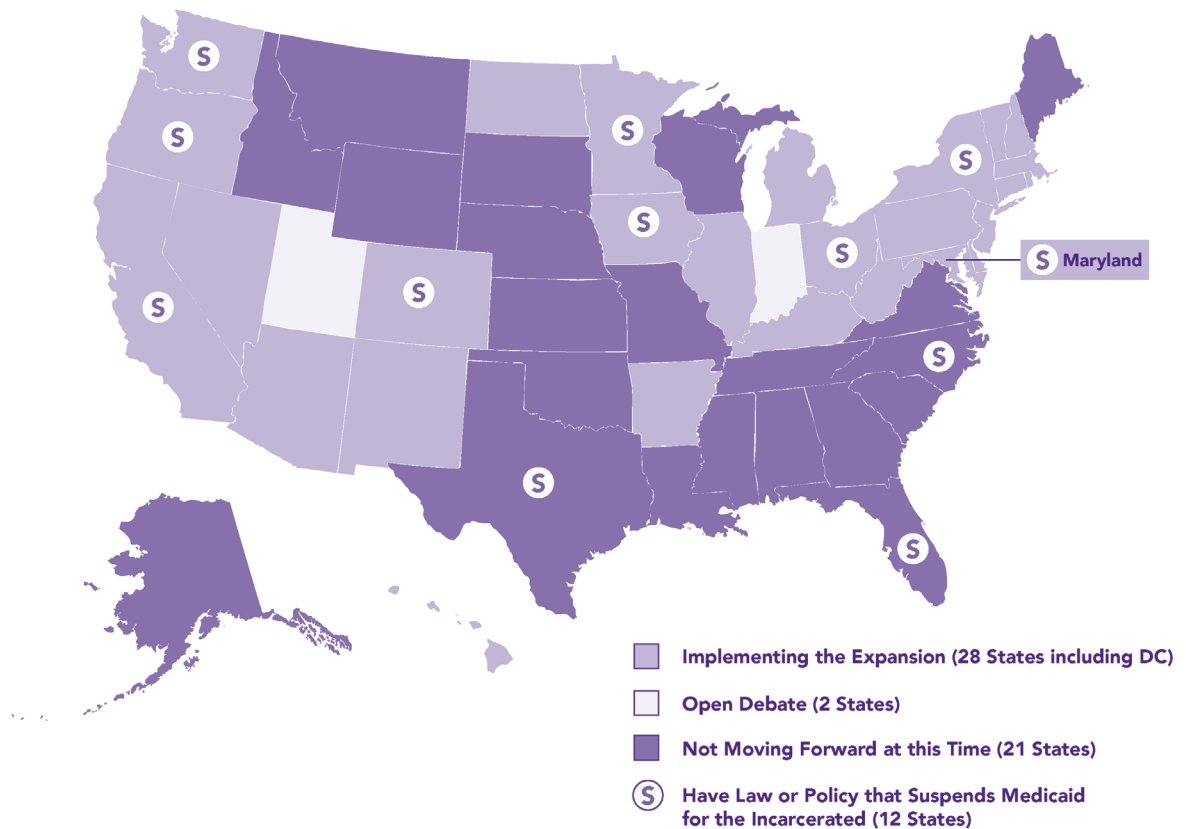 S
S
S
S
S
S
S
S Maryland
S
S
S
S
S
Implementing the Expansion (28 States including DC)
Open Debate (2 States)
Not Moving Forward at this Time (21 States)
S Have Law or Policy that Suspends Medicaid
for the Incarcerated (12 States)